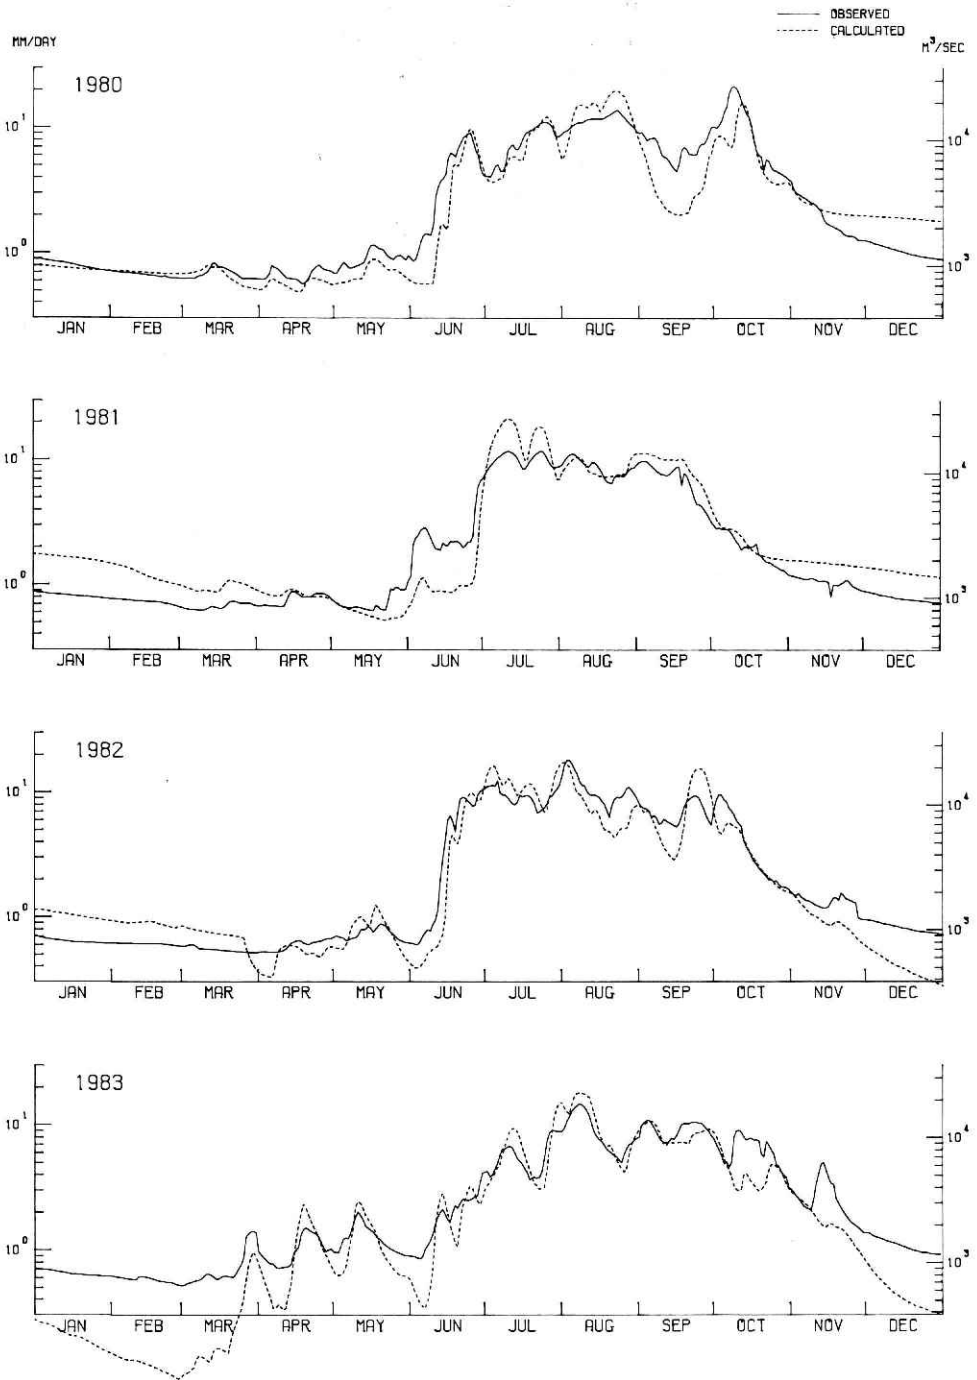 OBSERVED
CALCULATED
MM/DAY
M³/SEC
1980
10¹
10⁴
10⁰
10³
JAN FEB MAR APR MAY JUN JUL AUG SEP OCT NOV DEC
1981
10¹
10⁴
10⁰
10³
JAN FEB MAR APR MAY JUN JUL AUG SEP OCT NOV DEC
1982
10¹
10⁴
10⁰
10³
JAN FEB MAR APR MAY JUN JUL AUG SEP OCT NOV DEC
1983
10¹
10⁴
10⁰
10³
JAN FEB MAR APR MAY JUN JUL AUG SEP OCT NOV DEC